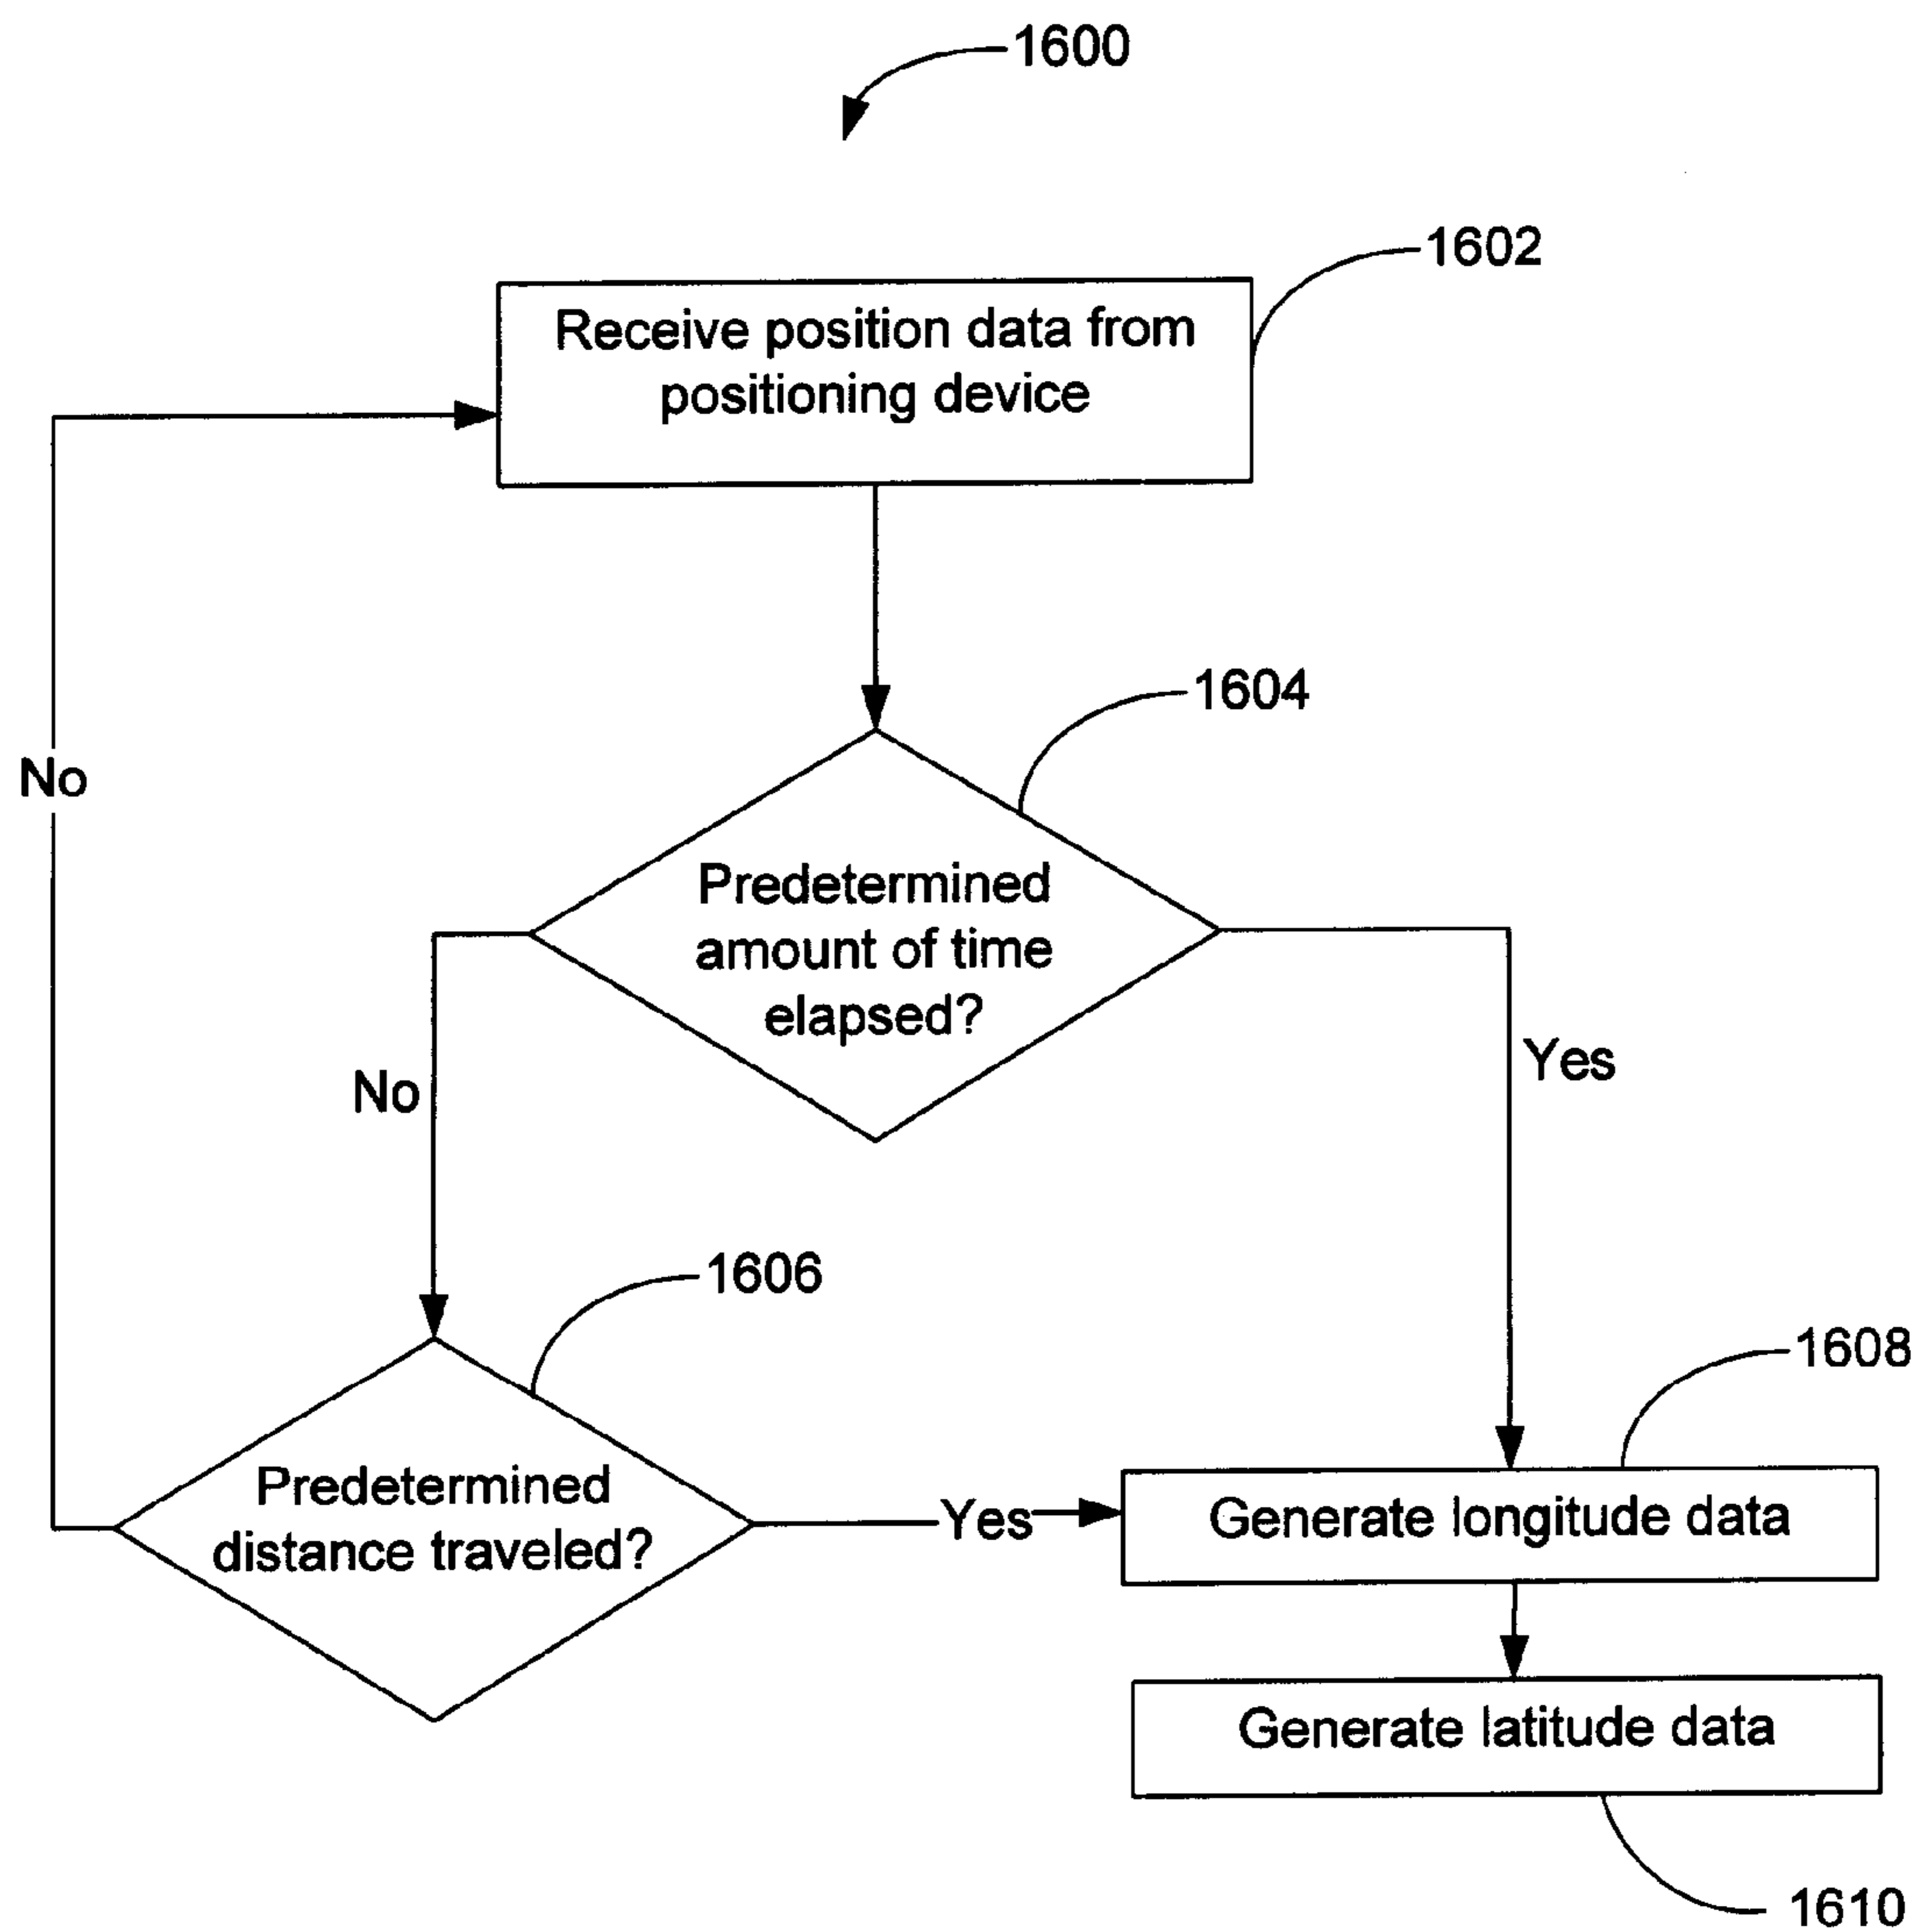 1600
1602
Receive position data from
positioning device
1604
No
Predetermined
amount of time
elapsed?
Yes
No
1606
1608
Predetermined
distance traveled?
Yes
Generate longitude data
Generate latitude data
1610